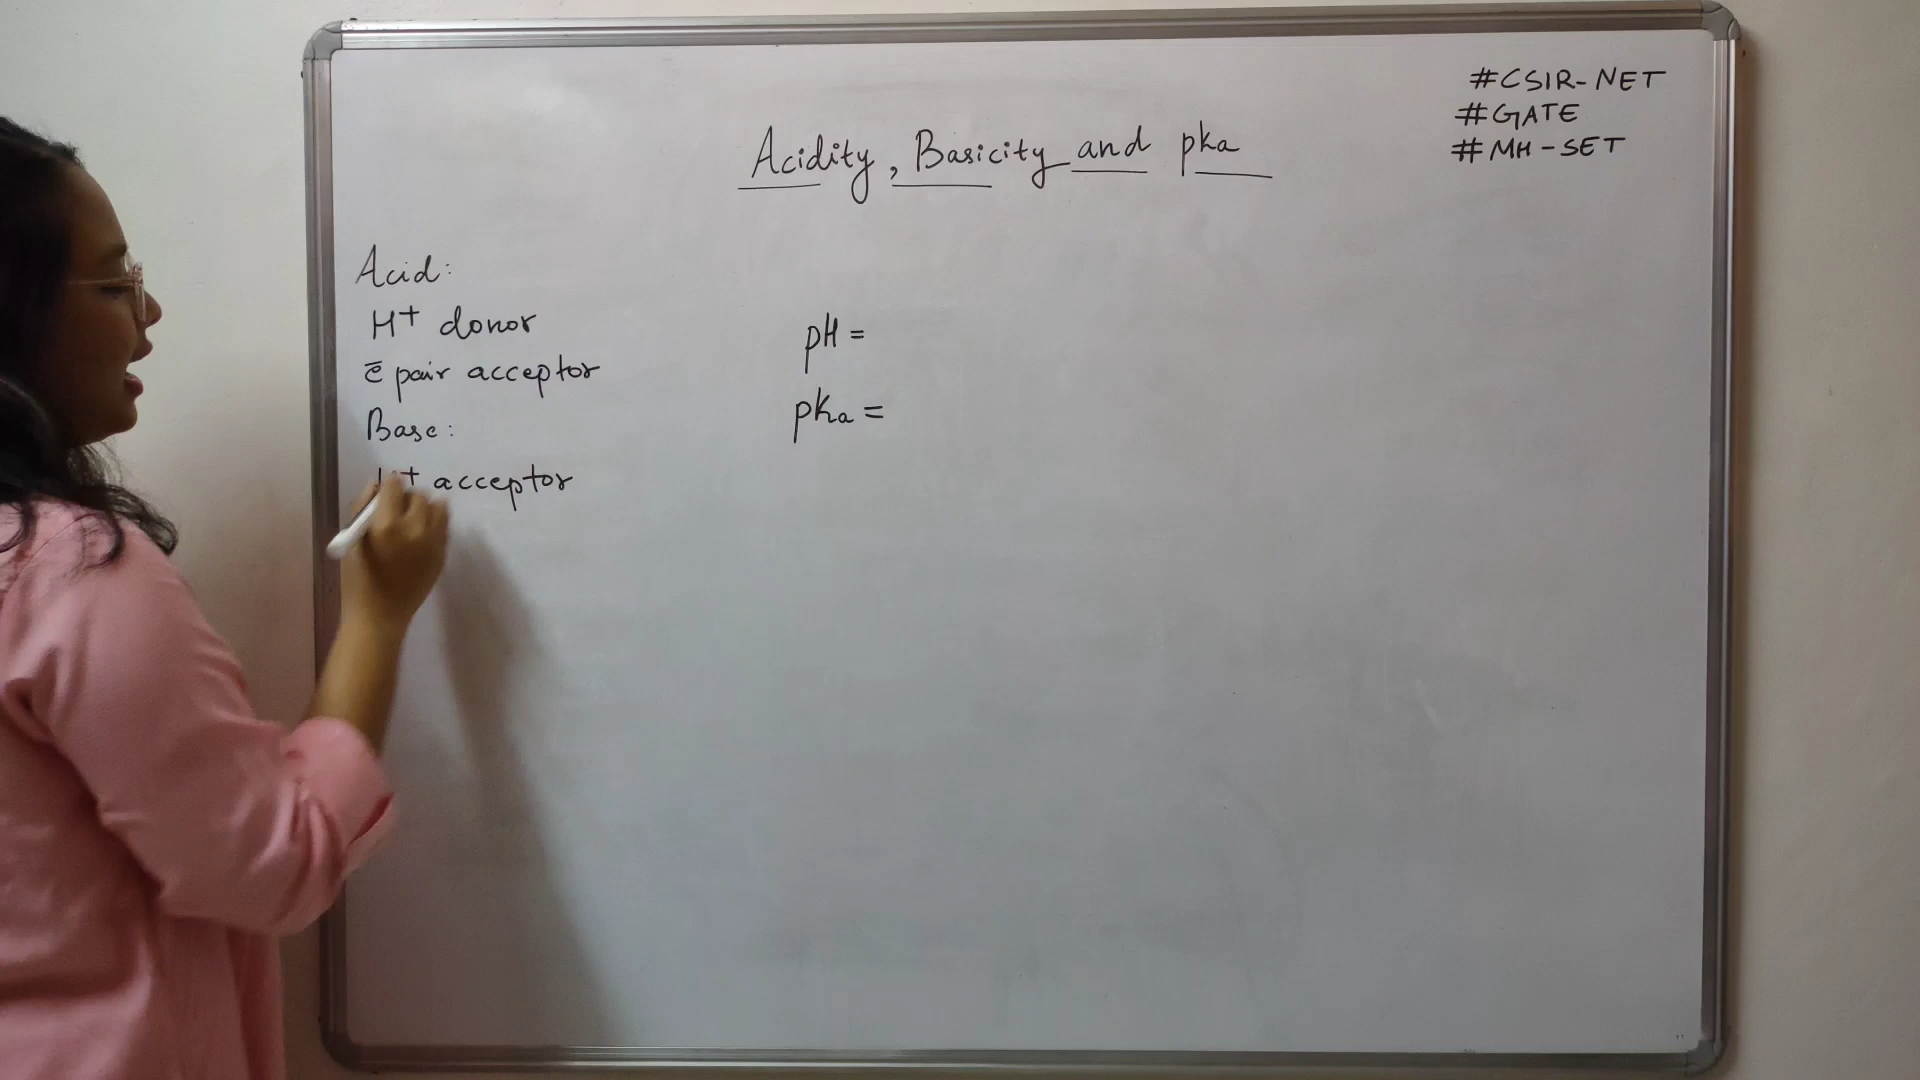 #CSIR-NET
#GATE
#MH-SET
Acidity, Basicity and pka
Acid:
H+ donor
ē pair acceptor
Base:
H+ acceptor
pH =
pka =